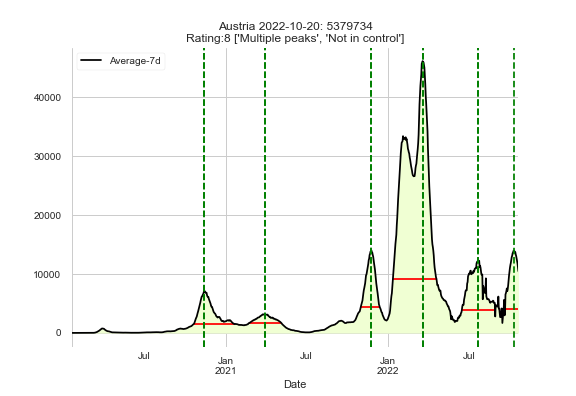 Austria 2022-10-20: 5379734
Rating:8 ['Multiple peaks', 'Not in control']
Average-7d
40000
30000
20000
10000
0
Jul
Jan
2021
Jul
Jan
2022
Jul
Date